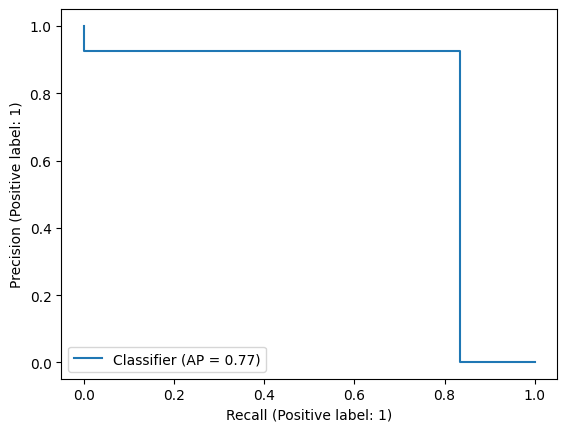 1.0
0.8
0.6
0.4
0.2
0.0
Precision (Positive label: 1)
Classifier (AP = 0.77)
0.0 0.2 0.4 0.6 0.8 1.0
Recall (Positive label: 1)